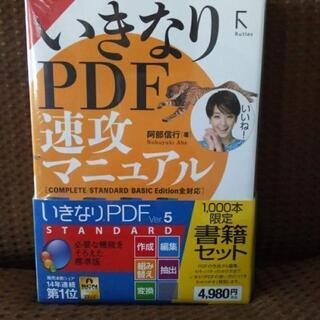 Rutles
いきなり
PDF
いいね！
阿部信行 著
Nobuyuki Abe
速攻
マニュアル
[COMPLETE STANDARD BASIC Edition全対応]
いきなりPDF Ver.5
STANDARD
必要な機能を
そろえた
標準版
作成
編集
組み替え
抽出
変換
14年連続
第1位
BCN
1,000本
限定
書籍
セット
4,980円